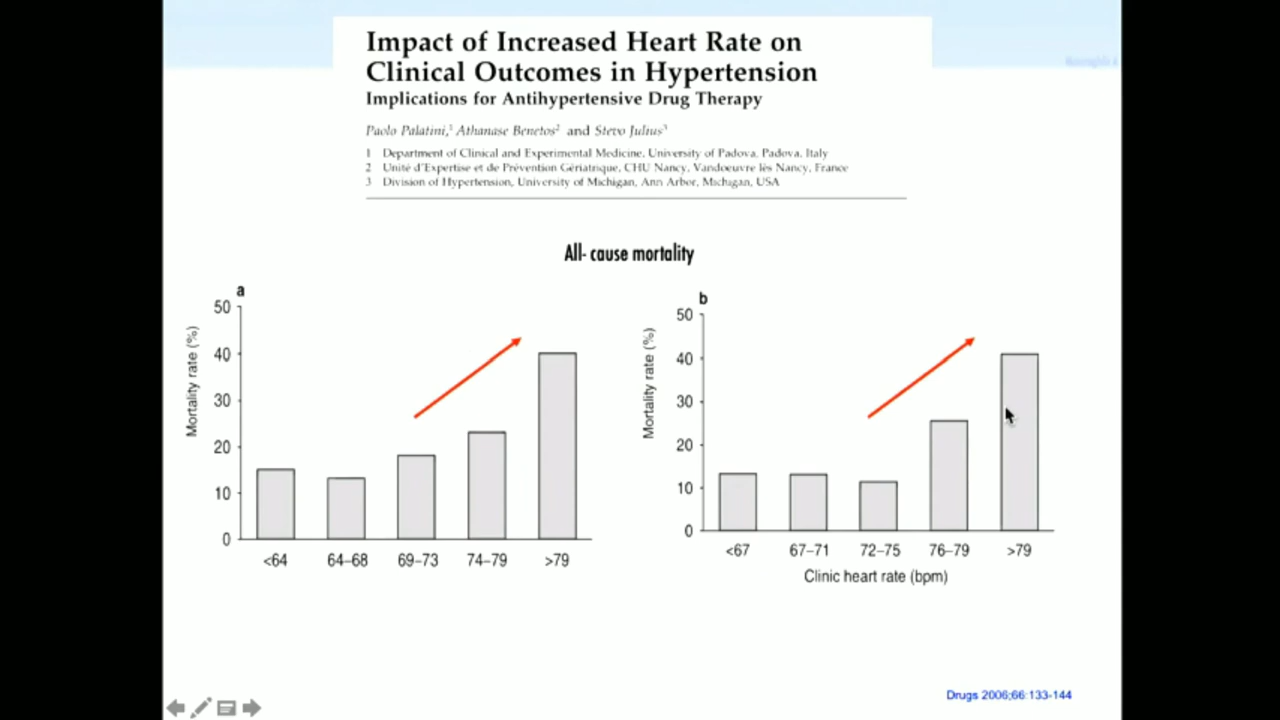 Impact of Increased Heart Rate on
Clinical Outcomes in Hypertension
Implications for Antihypertensive Drug Therapy
Paolo Palatini,¹ Athanase Benetos² and Stevo Julius³
1 Department of Clinical and Experimental Medicine, University of Padova, Padova, Italy
2 Unité d'Expertise et de Prévention Gériatrique, CHU Nancy, Vandoeuvre lès Nancy, France
3 Division of Hypertension, University of Michigan, Ann Arbor, Michigan, USA
All- cause mortality
a
Mortality rate (%)
50
40
30
20
10
0
<64 64–68 69–73 74–79 >79
b
Mortality rate (%)
50
40
30
20
10
0
<67 67–71 72–75 76–79 >79
Clinic heart rate (bpm)
Drugs 2006;66:133-144